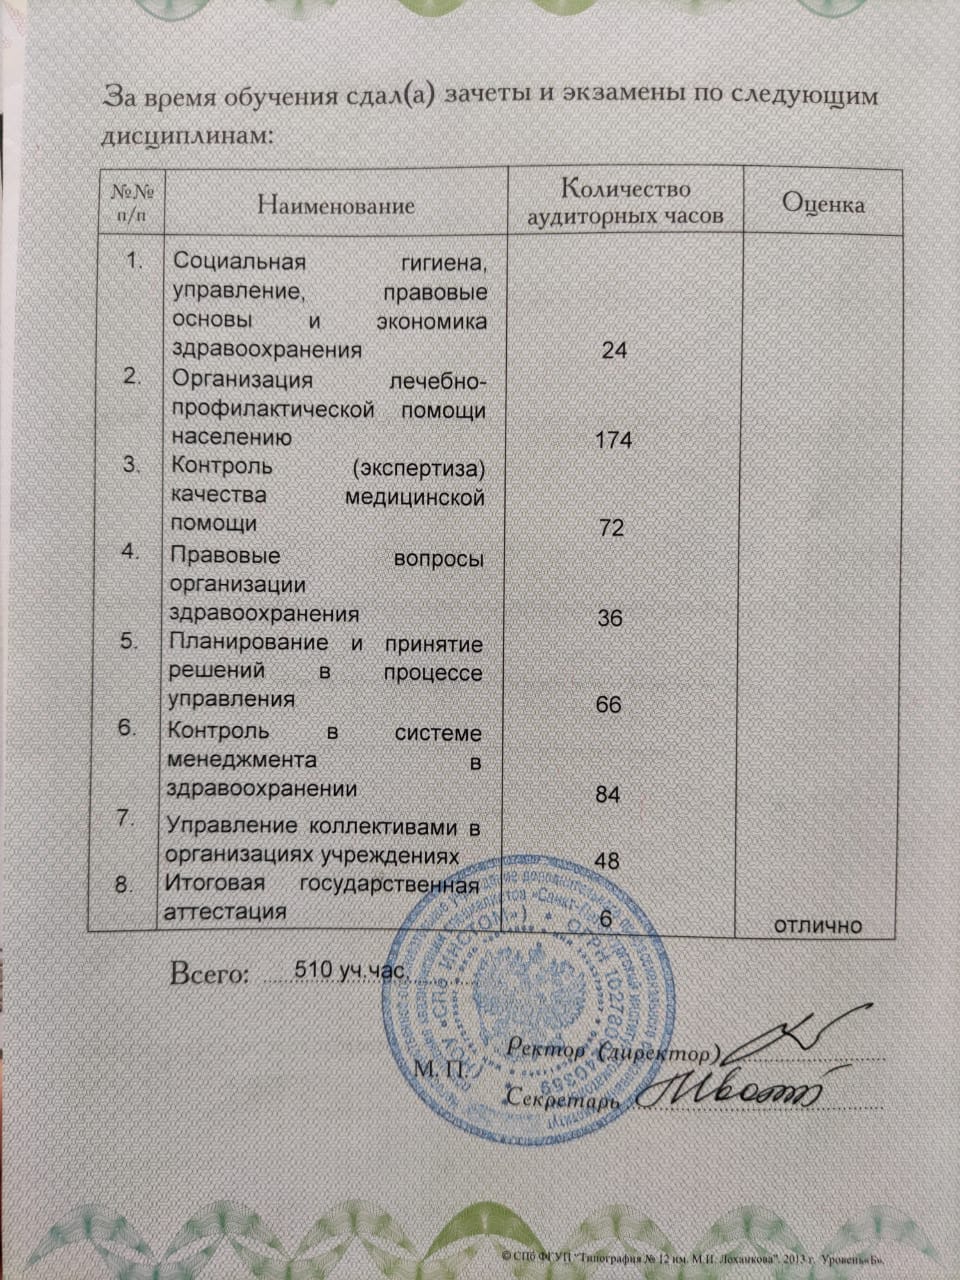 За время обучения сдал(а) зачеты и экзамены по следующим
дисциплинам:
№№ п/п
Наименование
Количество аудиторных часов
Оценка
1. Социальная гигиена,
управление, правовые
основы и экономика
здравоохранения 24
2. Организация лечебно-
профилактической помощи
населению 174
3. Контроль (экспертиза)
качества медицинской
помощи 72
4. Правовые вопросы
организации
здравоохранения 36
5. Планирование и принятие
решений в процессе
управления 66
6. Контроль в системе
менеджмента в
здравоохранении 84
7. Управление коллективами в
организациях учреждениях 48
8. Итоговая государственная
аттестация 6 отлично
Всего: 510 уч.час.
«СПб ИНСТОМ»)
ОГРН
М. П.
Ректор (директор)
Секретарь
© СПб ФГУП "Типография № 12 им. М.И. Лоханкова". 2013 г. Уровень«Б».